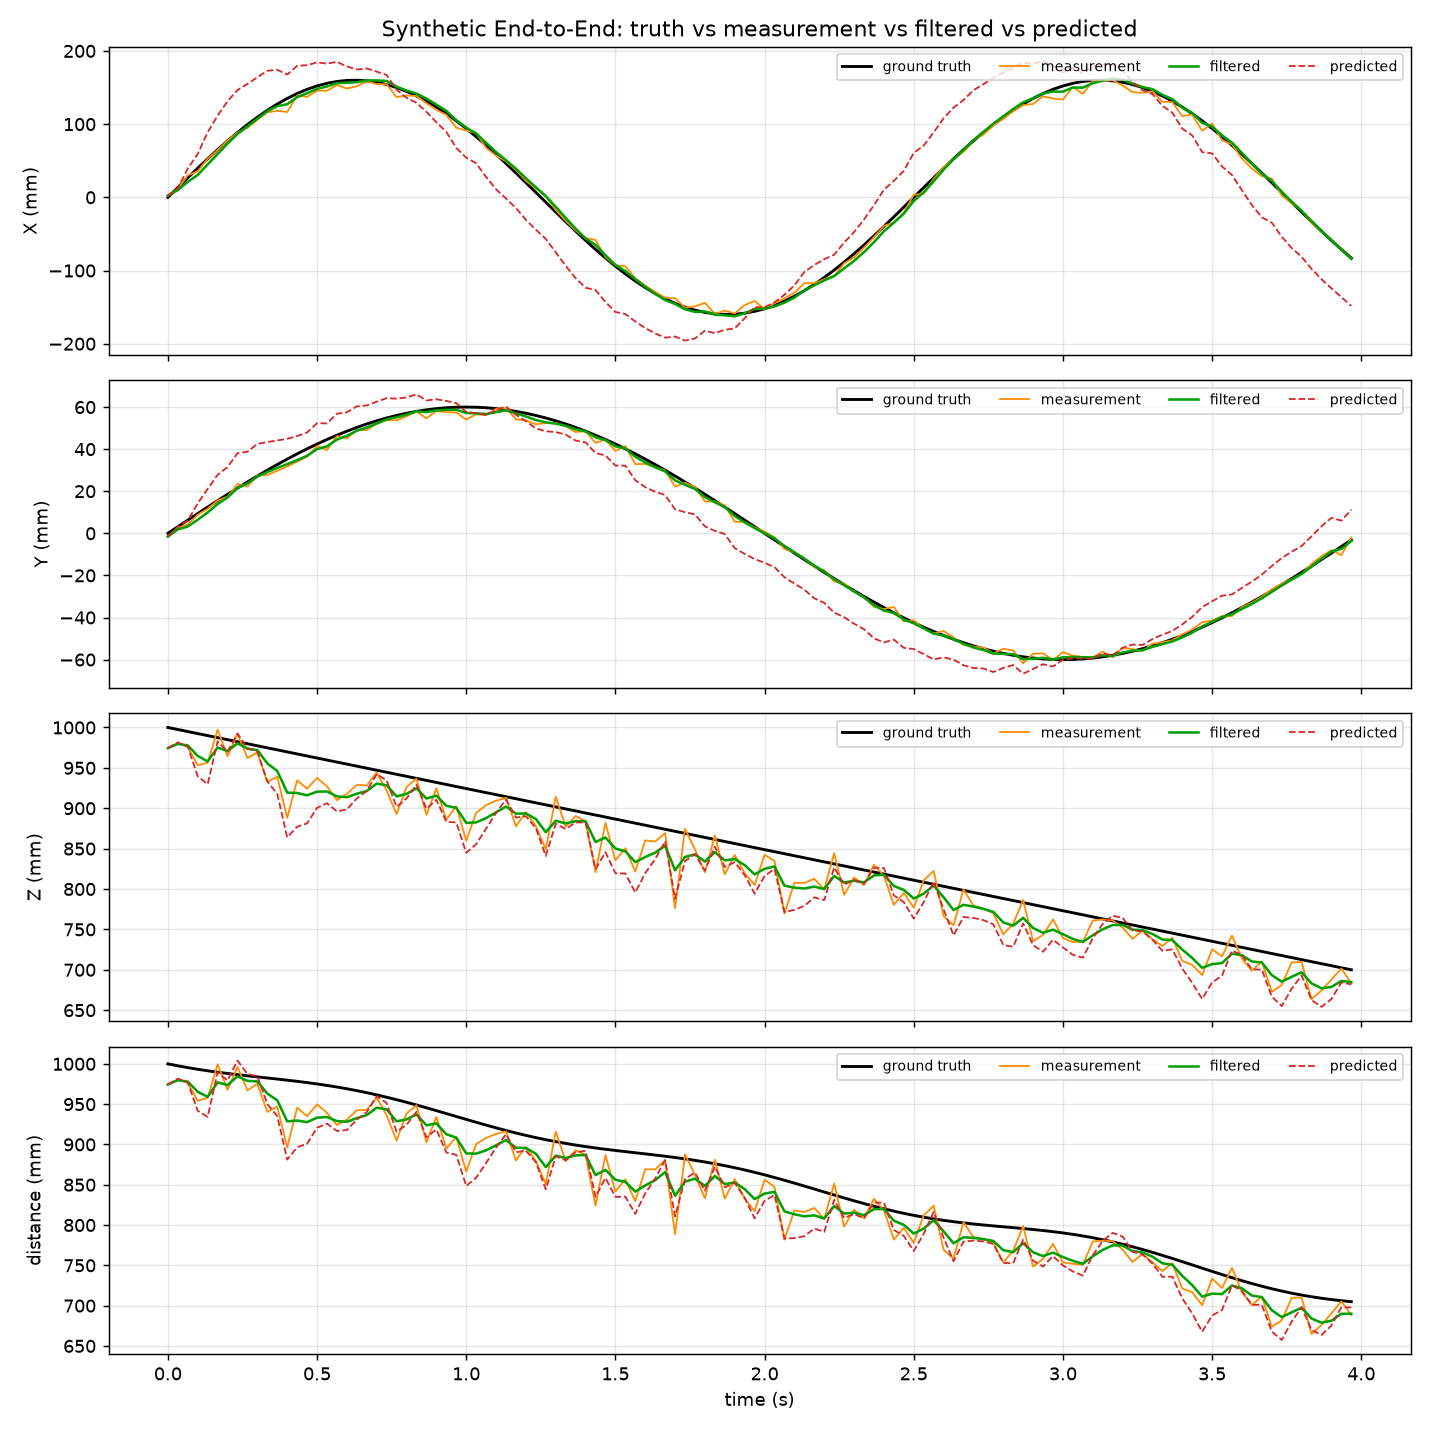 Synthetic End-to-End: truth vs measurement vs filtered vs predicted
200
100
0
−100
−200
X (mm)
ground truth measurement filtered predicted
60
40
20
0
−20
−40
−60
Y (mm)
ground truth measurement filtered predicted
1000
950
900
850
800
750
700
650
Z (mm)
ground truth measurement filtered predicted
1000
950
900
850
800
750
700
650
distance (mm)
ground truth measurement filtered predicted
0.0 0.5 1.0 1.5 2.0 2.5 3.0 3.5 4.0
time (s)